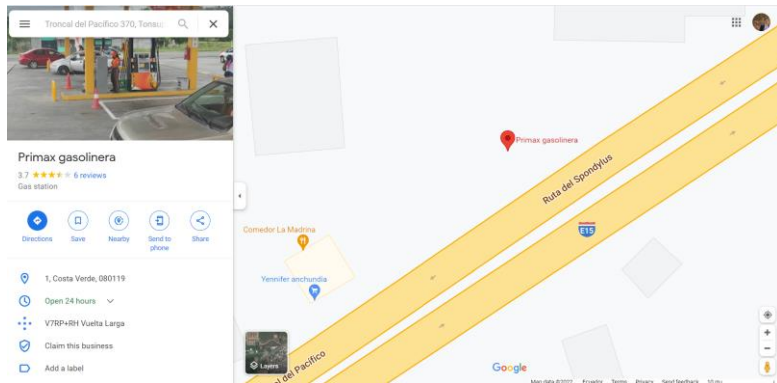 Troncal del Pacífico 370, Tonsu
Primax gasolinera
3.7 6 reviews
Gas station
Directions
Save
Nearby
Send to
phone
Share
1, Costa Verde, 080119
Open 24 hours
V7RP+RH Vuelta Larga
Claim this business
Add a label
Primax gasolinera
Ruta del Spondylus
E15
Comedor La Madrina
Yennifer anchundia
Layers
del Pacífico
Google
Map data ©2022 Ecuador Terms Privacy Send feedback 10 m